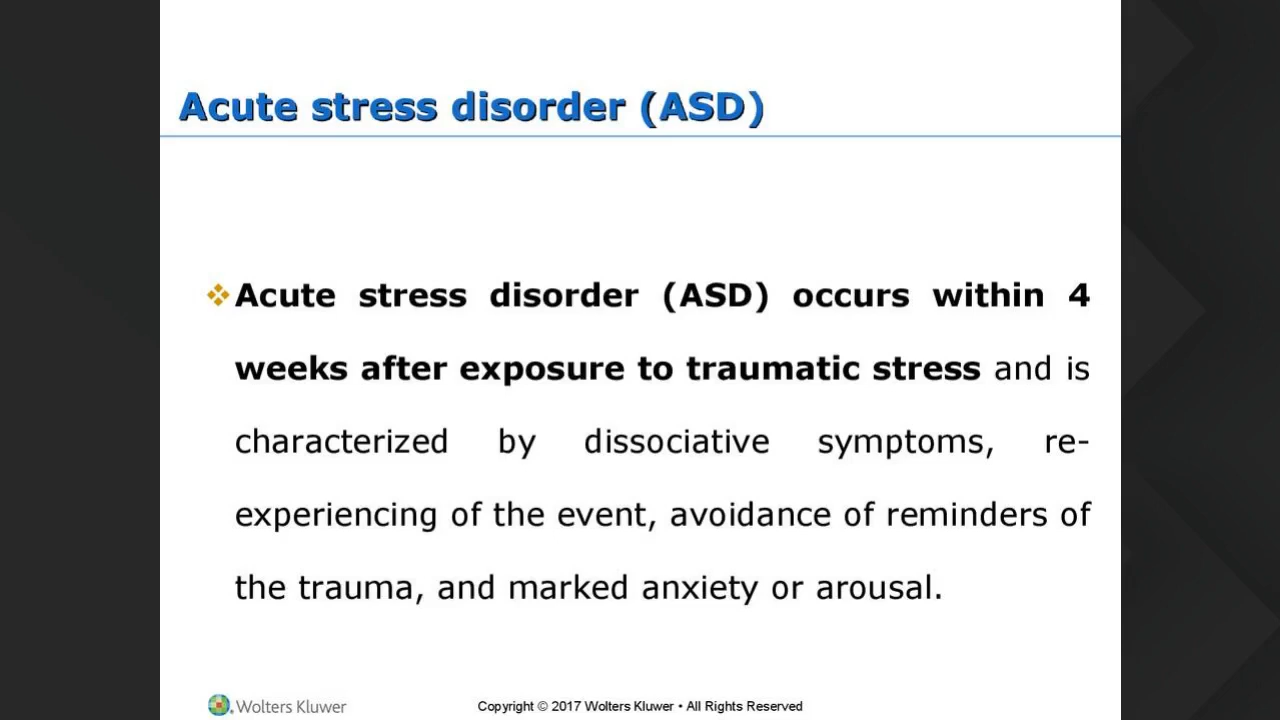 Acute stress disorder (ASD)
❖Acute stress disorder (ASD) occurs within 4
weeks after exposure to traumatic stress and is
characterized by dissociative symptoms, re-
experiencing of the event, avoidance of reminders of
the trauma, and marked anxiety or arousal.
Wolters Kluwer
Copyright © 2017 Wolters Kluwer • All Rights Reserved